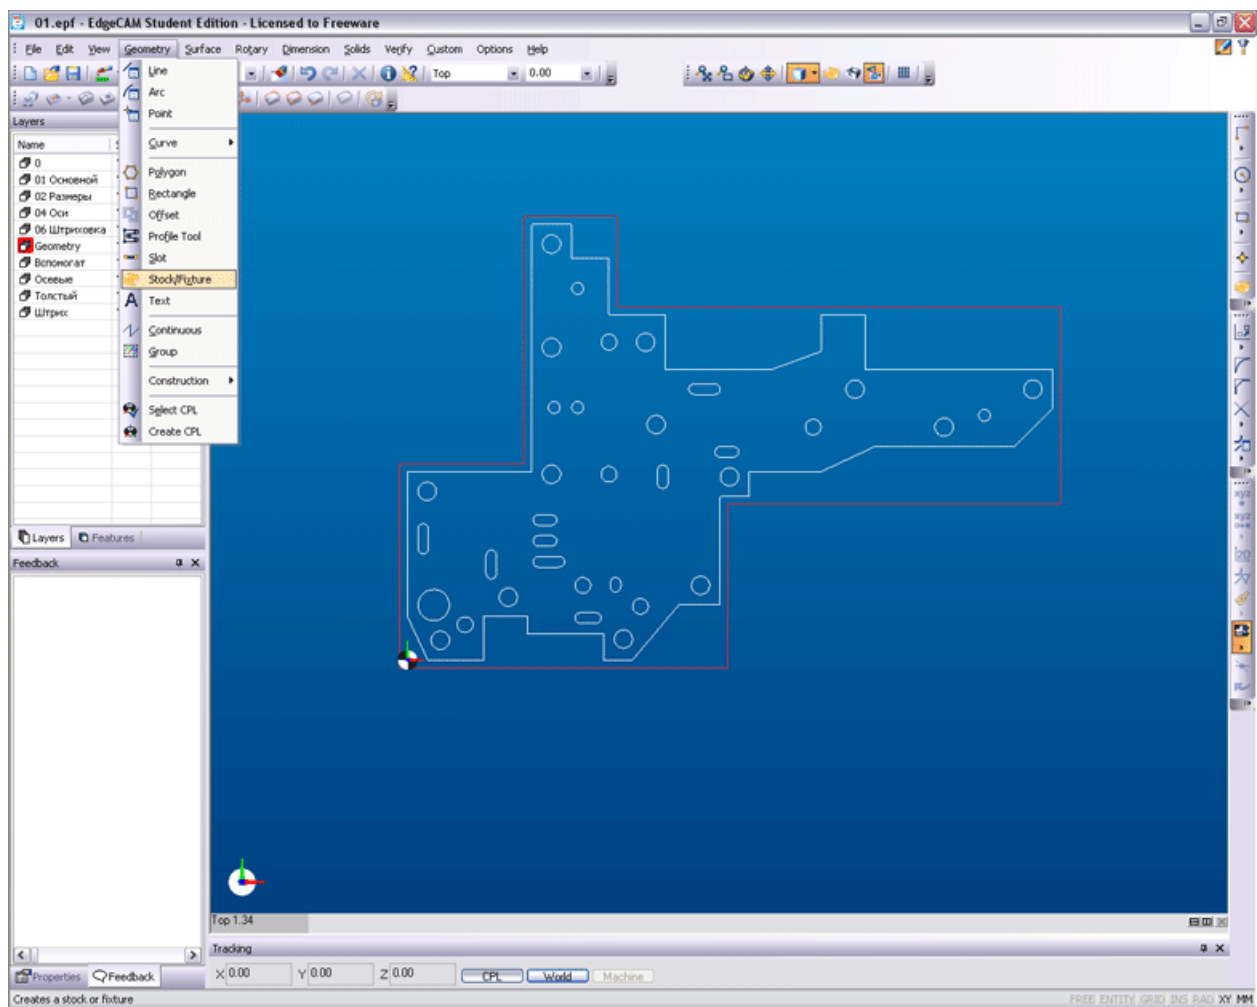 01.epf - EdgeCAM Student Edition - Licensed to Freeware
File Edit View Geometry Surface Rotary Dimension Solids Verify Custom Options Help
Top 0.00
Line
Arc
Point
Curve
Polygon
Rectangle
Offset
Profile Tool
Slot
Stock/Fixture
Text
Continuous
Group
Construction
Select CPL
Create CPL
Layers
Name
0
01 Основной
02 Размеры
04 Оси
06 Штриховка
Geometry
Вспомогат
Осевые
Толстый
Штрих
Layers Features
Feedback
Top 1.34
Tracking
X 0.00 Y 0.00 Z 0.00 CPL World Machine
Properties Feedback
Creates a stock or fixture
FREE ENTITY GRID INS RAD XY MM
xyz
xyz
2D